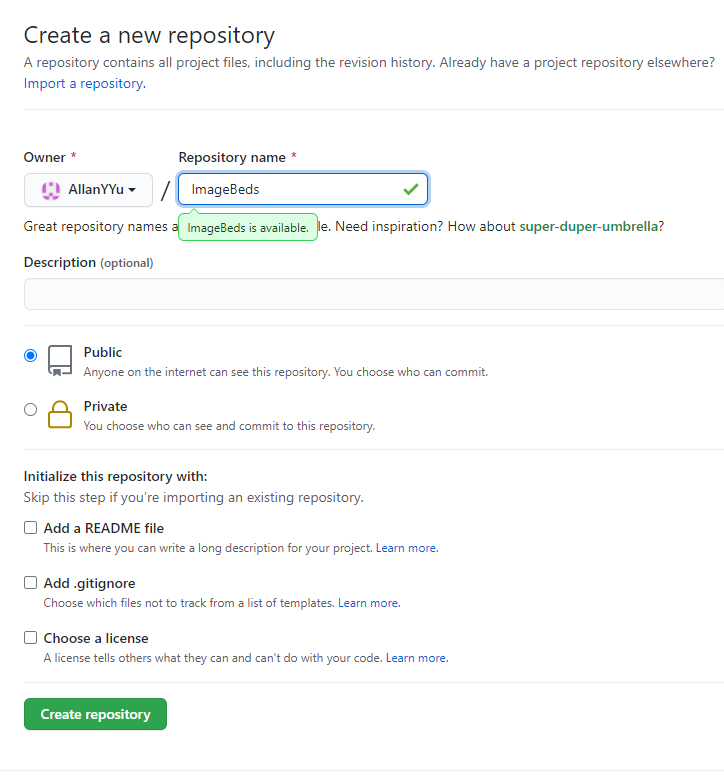 Create a new repository
A repository contains all project files, including the revision history. Already have a project repository elsewhere?
Import a repository.
Owner *
Repository name *
AllanYYu
/
ImageBeds
Great repository names a
le. Need inspiration? How about super-duper-umbrella?
ImageBeds is available.
Description (optional)
Public
Anyone on the internet can see this repository. You choose who can commit.
Private
You choose who can see and commit to this repository.
Initialize this repository with:
Skip this step if you’re importing an existing repository.
Add a README file
This is where you can write a long description for your project. Learn more.
Add .gitignore
Choose which files not to track from a list of templates. Learn more.
Choose a license
A license tells others what they can and can't do with your code. Learn more.
Create repository